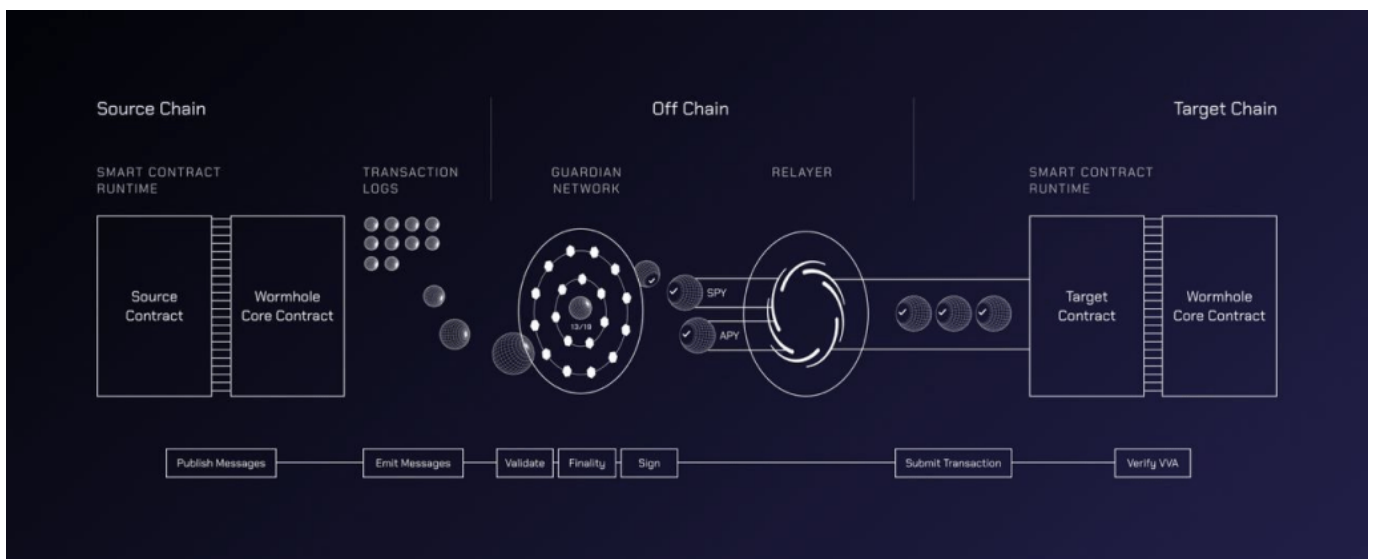 Source Chain
Off Chain
Target Chain
SMART CONTRACT
RUNTIME
TRANSACTION
LOGS
GUARDIAN
NETWORK
RELAYER
SMART CONTRACT
RUNTIME
Source
Contract
Wormhole
Core Contract
13/19
SPY
APY
Target
Contract
Wormhole
Core Contract
Publish Messages
Emit Messages
Validate
Finality
Sign
Submit Transaction
Verify VVA